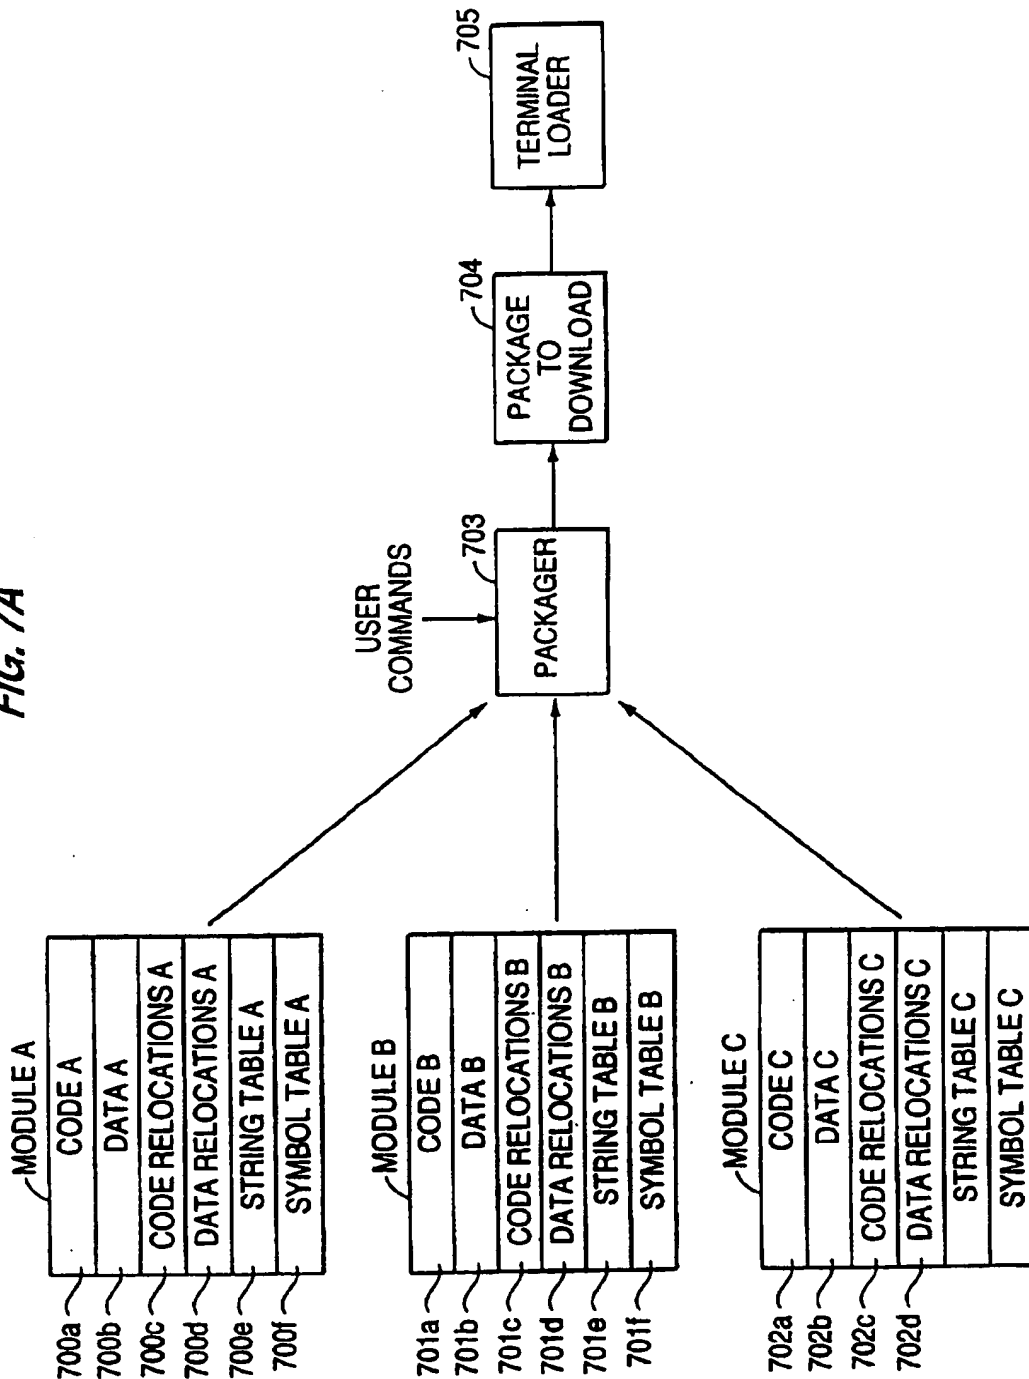 FIG. 7A
MODULE A
700a
CODE A
700b
DATA A
700c
CODE RELOCATIONS A
700d
DATA RELOCATIONS A
700e
STRING TABLE A
700f
SYMBOL TABLE A
MODULE B
701a
CODE B
701b
DATA B
701c
CODE RELOCATIONS B
701d
DATA RELOCATIONS B
701e
STRING TABLE B
701f
SYMBOL TABLE B
MODULE C
702a
CODE C
702b
DATA C
702c
CODE RELOCATIONS C
702d
DATA RELOCATIONS C
STRING TABLE C
SYMBOL TABLE C
USER
COMMANDS
703
PACKAGER
704
PACKAGE
TO
DOWNLOAD
705
TERMINAL
LOADER